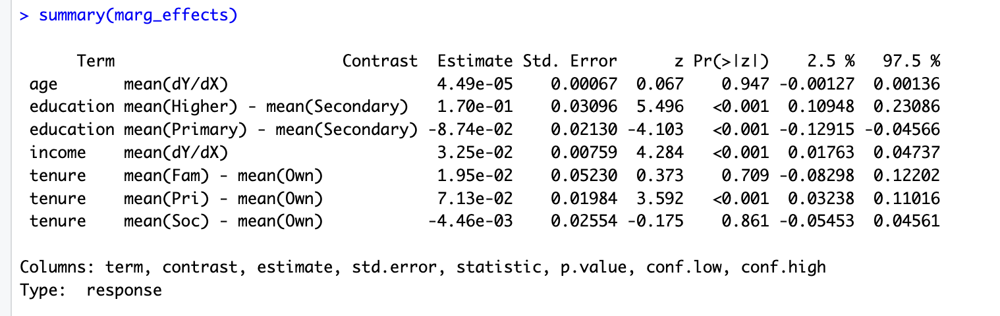 > summary(marg_effects)
Term Contrast Estimate Std. Error z Pr(>|z|) 2.5 % 97.5 %
age mean(dY/dX) 4.49e-05 0.00067 0.067 0.947 -0.00127 0.00136
education mean(Higher) - mean(Secondary) 1.70e-01 0.03096 5.496 <0.001 0.10948 0.23086
education mean(Primary) - mean(Secondary) -8.74e-02 0.02130 -4.103 <0.001 -0.12915 -0.04566
income mean(dY/dX) 3.25e-02 0.00759 4.284 <0.001 0.01763 0.04737
tenure mean(Fam) - mean(Own) 1.95e-02 0.05230 0.373 0.709 -0.08298 0.12202
tenure mean(Pri) - mean(Own) 7.13e-02 0.01984 3.592 <0.001 0.03238 0.11016
tenure mean(Soc) - mean(Own) -4.46e-03 0.02554 -0.175 0.861 -0.05453 0.04561
Columns: term, contrast, estimate, std.error, statistic, p.value, conf.low, conf.high
Type: response